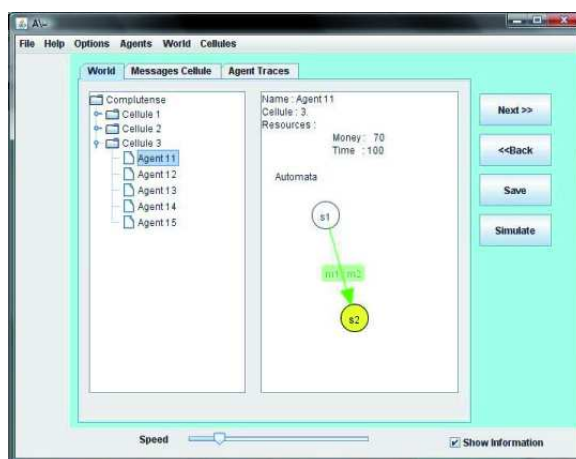 A\~
File Help Options Agents World Cellules
World Messages Cellule Agent Traces
Complutense
Cellule 1
Cellule 2
Cellule 3
Agent 11
Agent 12
Agent 13
Agent 14
Agent 15
Name : Agent 11
Cellule : 3
Resources :
Money : 70
Time : 100
Automata
s1
m1 m2
s2
Next >>
<<Back
Save
Simulate
Speed
Show Information